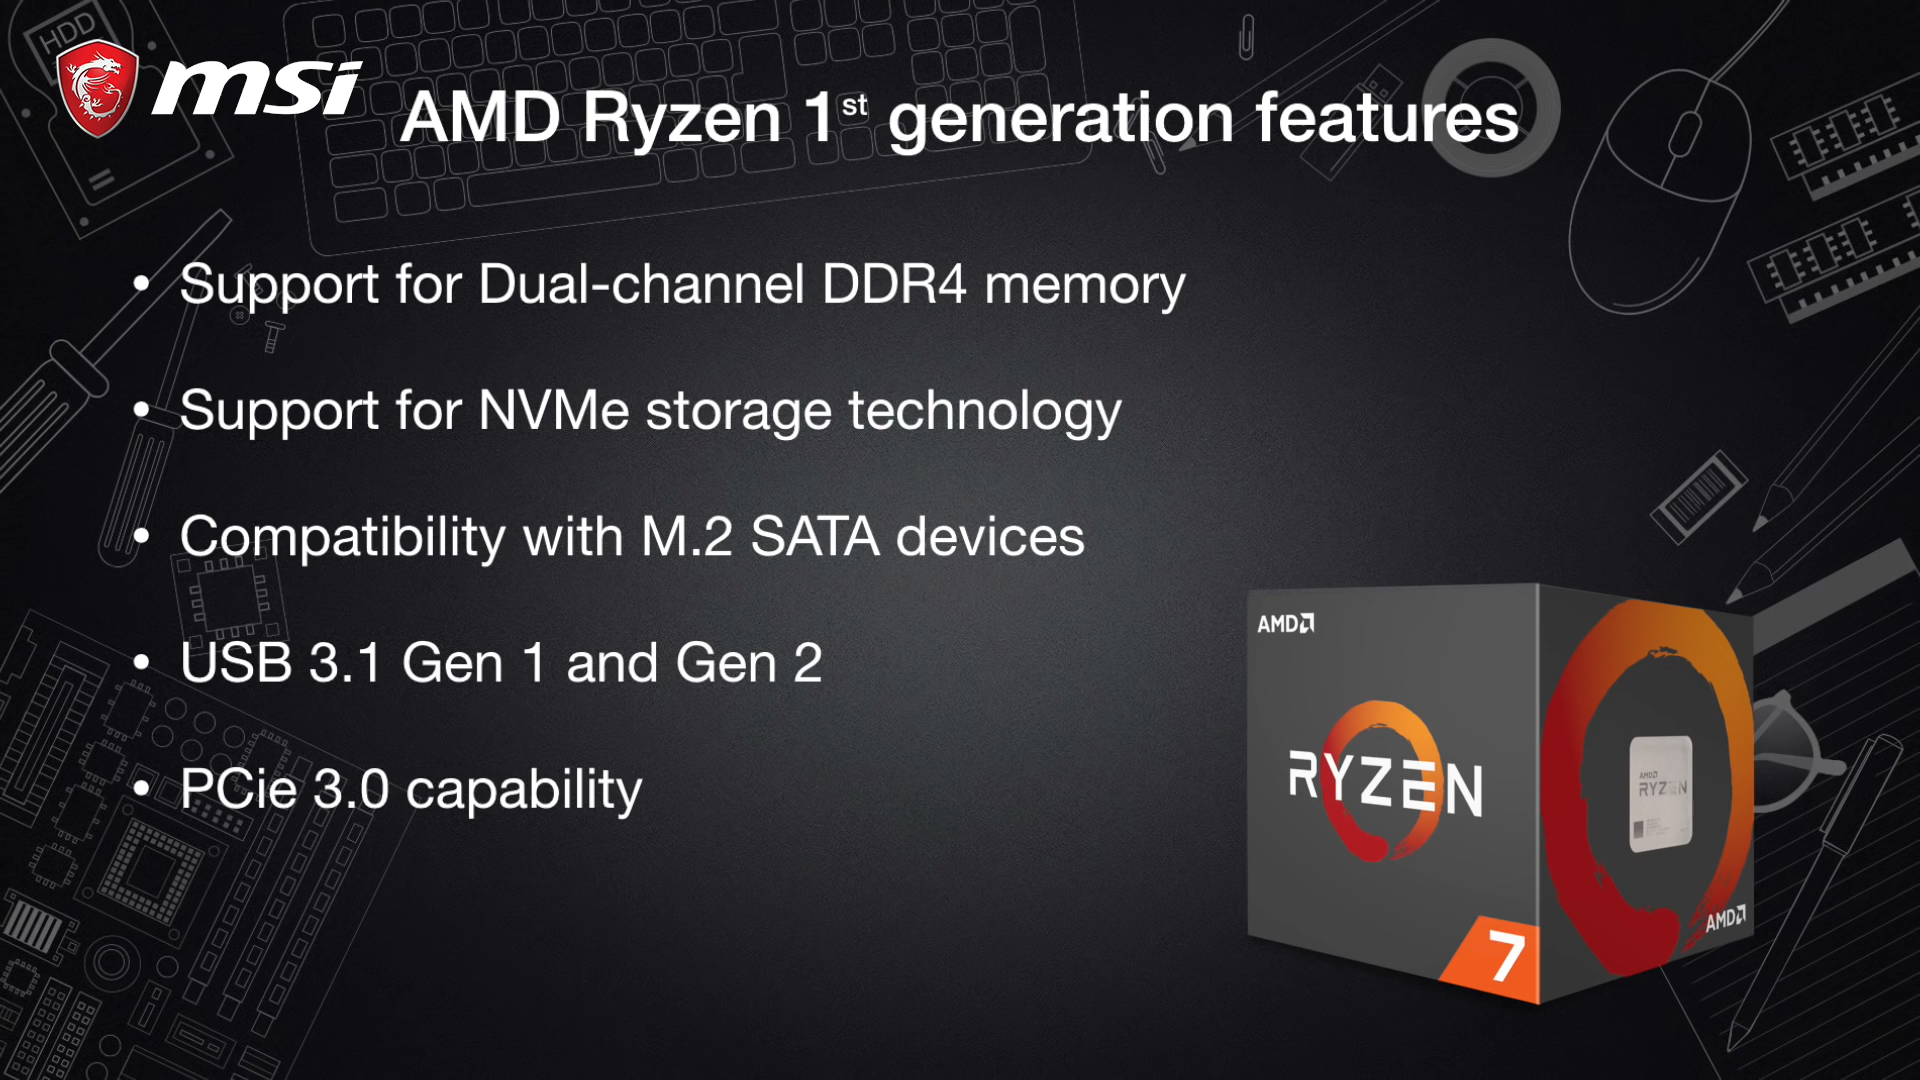 HDD
msi
AMD Ryzen 1st generation features
• Support for Dual-channel DDR4 memory
• Support for NVMe storage technology
• Compatibility with M.2 SATA devices
• USB 3.1 Gen 1 and Gen 2
• PCie 3.0 capability
AMD
RYZEN
7
AMD
RYZEN
AMD